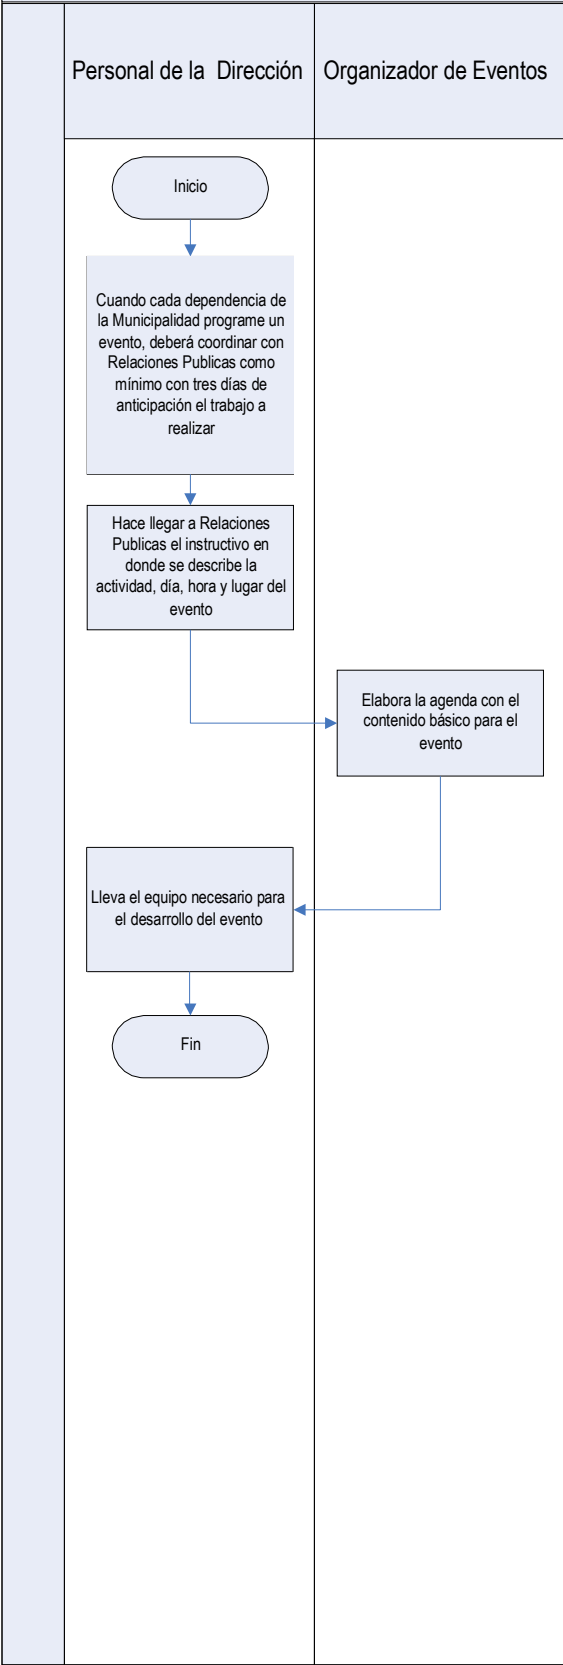 Personal de la Dirección
Organizador de Eventos
Inicio
Cuando cada dependencia de
la Municipalidad programe un
evento, deberá coordinar con
Relaciones Publicas como
mínimo con tres días de
anticipación el trabajo a
realizar
Hace llegar a Relaciones
Publicas el instructivo en
donde se describe la
actividad, día, hora y lugar del
evento
Elabora la agenda con el
contenido básico para el
evento
Lleva el equipo necesario para
el desarrollo del evento
Fin